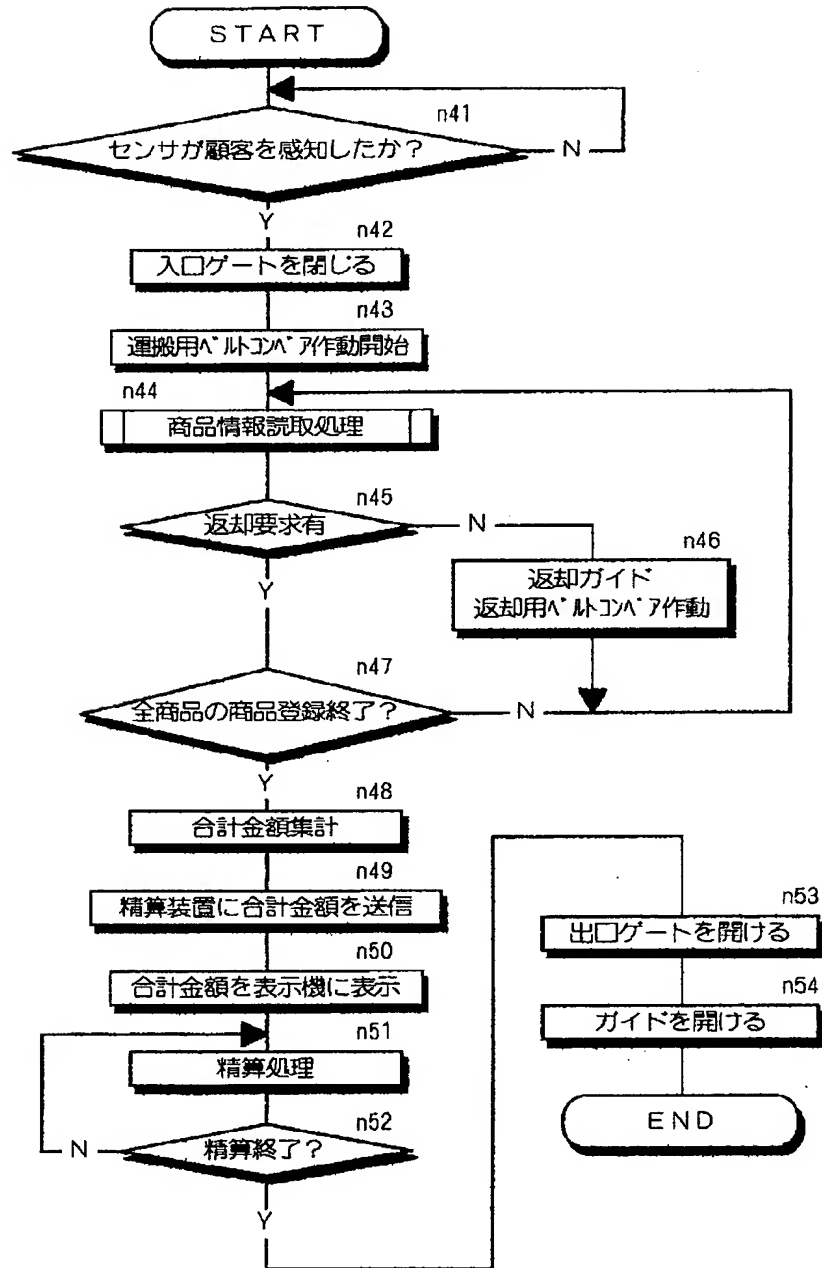 START
n41
センサが顧客を感知したか？
N
Y
n42
入口ゲートを閉じる
n43
運搬用ﾍﾞﾙﾄｺﾝﾍﾞｱ作動開始
n44
商品情報読取処理
n45
返却要求有
N
Y
n46
返却ガイド
返却用ﾍﾞﾙﾄｺﾝﾍﾞｱ作動
n47
全商品の商品登録終了？
N
Y
n48
合計金額集計
n49
精算装置に合計金額を送信
n50
合計金額を表示機に表示
n51
精算処理
n52
精算終了？
N
Y
n53
出口ゲートを開ける
n54
ガイドを開ける
END